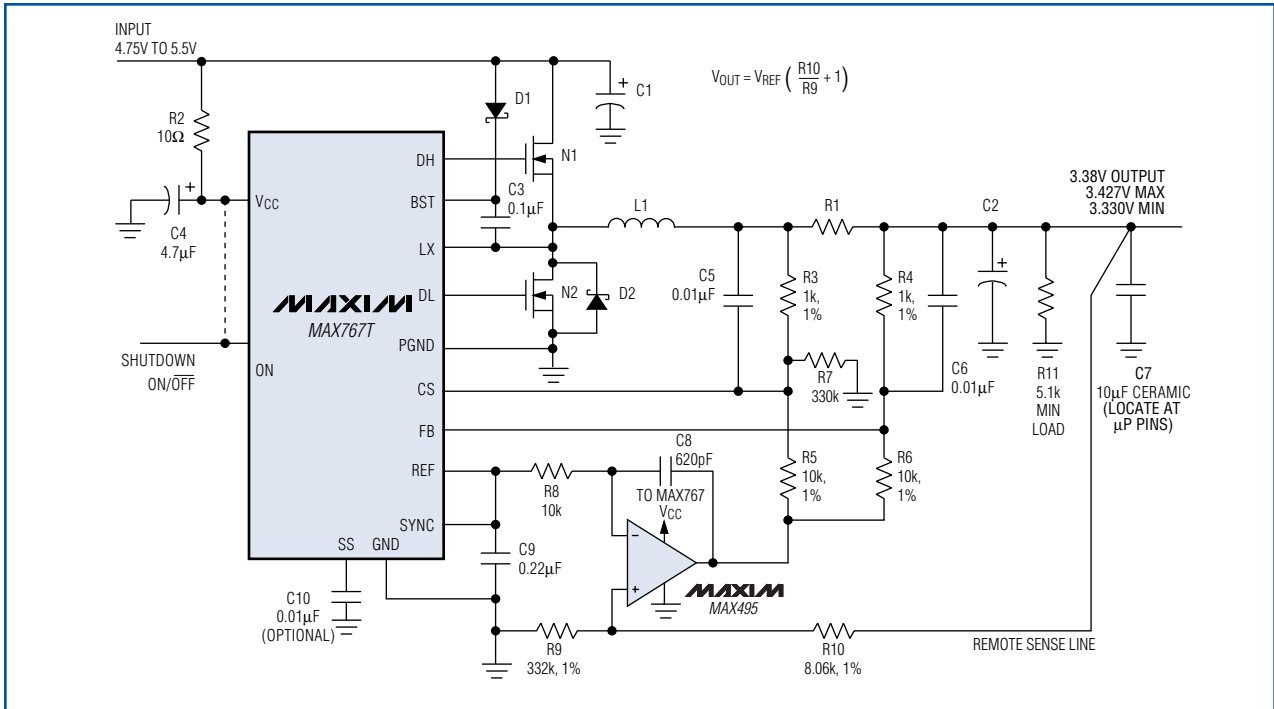 INPUT
4.75V TO 5.5V
VOUT = VREF ( R10 / R9 + 1 )
R2
10Ω
D1
C1
N1
DH
BST
LX
DL
PGND
CS
FB
REF
SYNC
VCC
ON
SS
GND
MAXIM
MAX767T
C4
4.7µF
SHUTDOWN
ON/OFF
C3
0.1µF
L1
R1
C2
3.38V OUTPUT
3.427V MAX
3.330V MIN
N2
D2
C5
0.01µF
R3
1k,
1%
R4
1k,
1%
R7
330k
C6
0.01µF
R11
5.1k
MIN
LOAD
C7
10µF CERAMIC
(LOCATE AT
µP PINS)
R8
10k
C8
620pF
TO MAX767
VCC
R5
10k,
1%
R6
10k,
1%
C9
0.22µF
−
+
MAXIM
MAX495
C10
0.01µF
(OPTIONAL)
R9
332k, 1%
R10
8.06k, 1%
REMOTE SENSE LINE